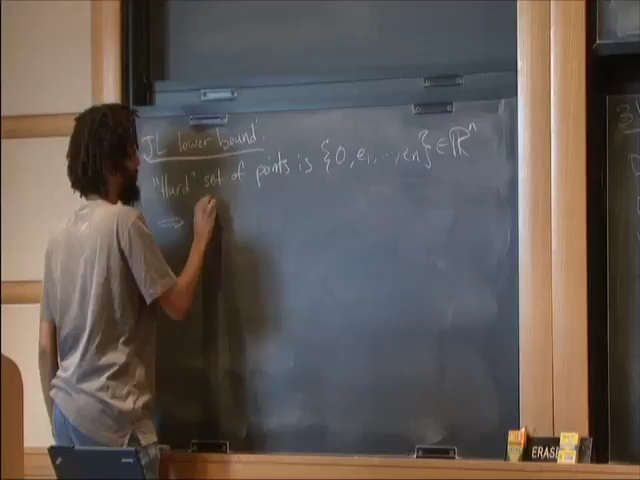 JL lower bound:
"Hard" set of points is {0, e₁, ..., eₙ} ∈ ℝⁿ
⇒
ERASE